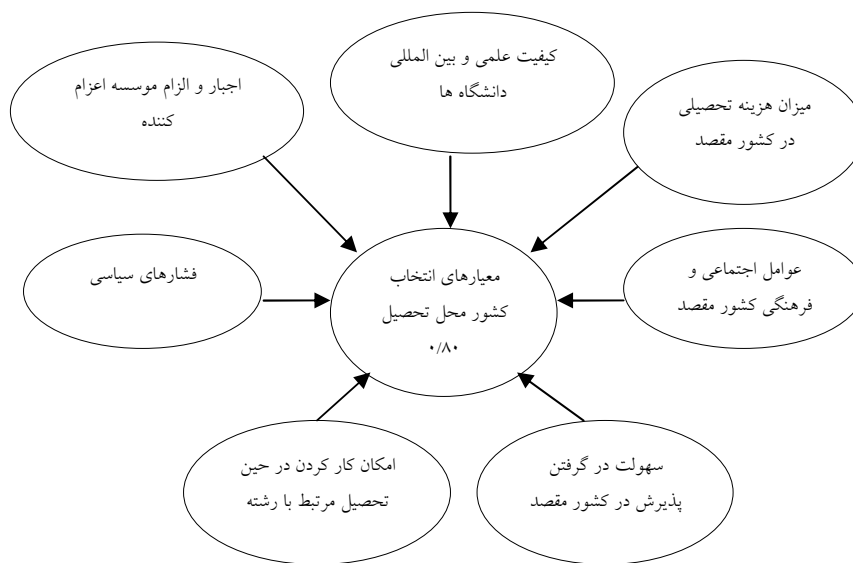 کیفیت علمی و بین المللی
دانشگاه ها
اجبار و الزام موسسه اعزام
کننده
میزان هزینه تحصیلی
در کشور مقصد
معیارهای انتخاب
کشور محل تحصیل
۰/۸۰
عوامل اجتماعی و
فرهنگی کشور مقصد
فشارهای سیاسی
سهولت در گرفتن
پذیرش در کشور مقصد
امکان کار کردن در حین
تحصیل مرتبط با رشته